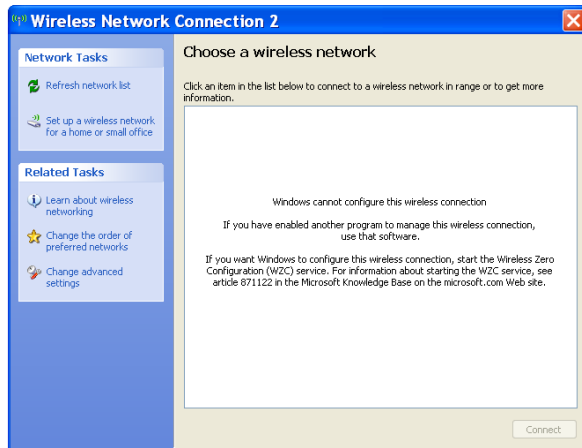 Wireless Network Connection 2
Network Tasks
Refresh network list
Set up a wireless network
for a home or small office
Related Tasks
Learn about wireless
networking
Change the order of
preferred networks
Change advanced
settings
Choose a wireless network
Click an item in the list below to connect to a wireless network in range or to get more
information.
Windows cannot configure this wireless connection
If you have enabled another program to manage this wireless connection,
use that software.
If you want Windows to configure this wireless connection, start the Wireless Zero
Configuration (WZC) service. For information about starting the WZC service, see
article 871122 in the Microsoft Knowledge Base on the microsoft.com Web site.
Connect